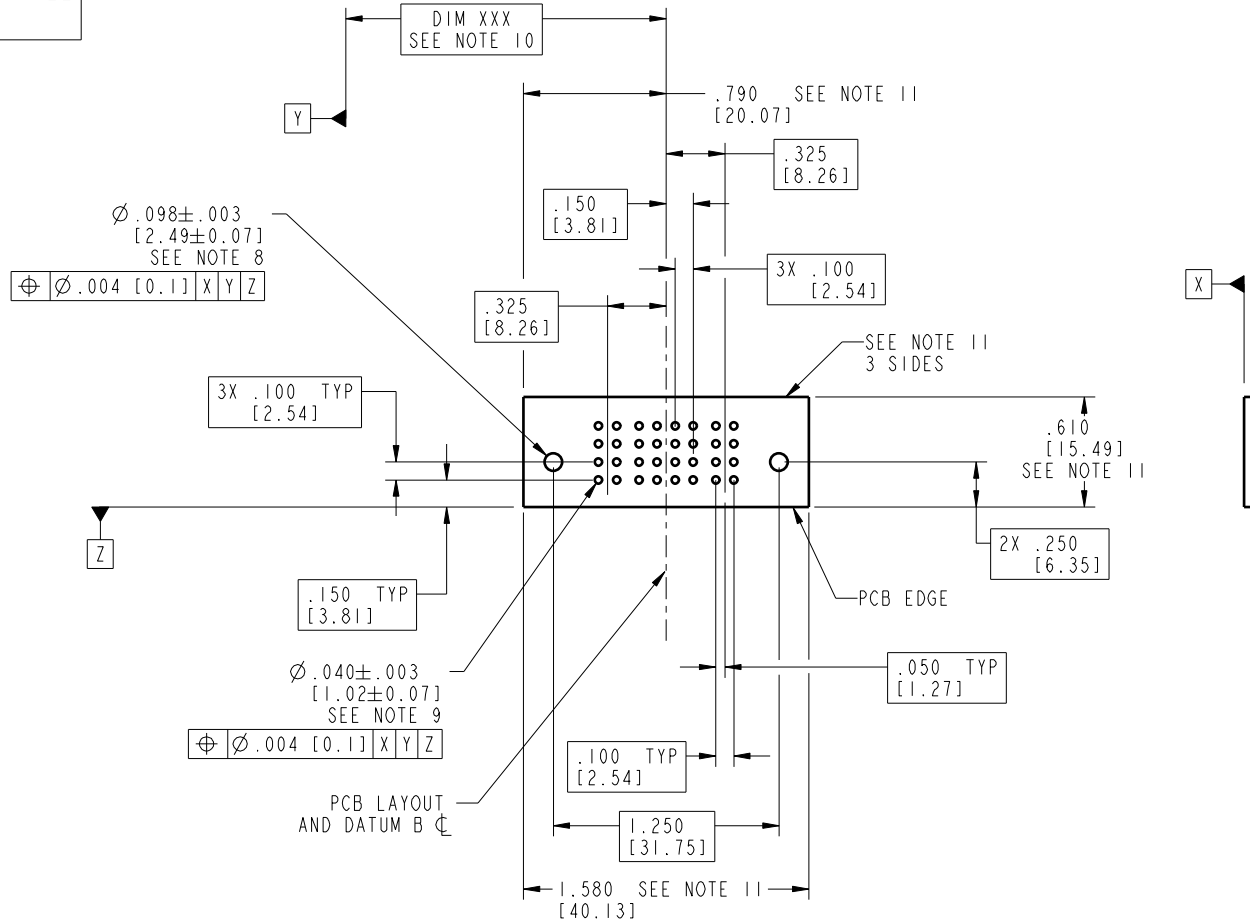 DIM XXX
SEE NOTE 10
.790 SEE NOTE 11
[20.07]
Y
.325
[8.26]
.150
[3.81]
Ø.098±.003
[2.49±0.07]
SEE NOTE 8
⌖ Ø.004 [0.1] X Y Z
3X .100
[2.54]
X
.325
[8.26]
SEE NOTE 11
3 SIDES
3X .100 TYP
[2.54]
.610
[15.49]
SEE NOTE 11
Z
2X .250
[6.35]
.150 TYP
[3.81]
PCB EDGE
Ø.040±.003
[1.02±0.07]
SEE NOTE 9
⌖ Ø.004 [0.1] X Y Z
.050 TYP
[1.27]
.100 TYP
[2.54]
PCB LAYOUT
AND DATUM B ℄
1.250
[31.75]
1.580 SEE NOTE 11
[40.13]